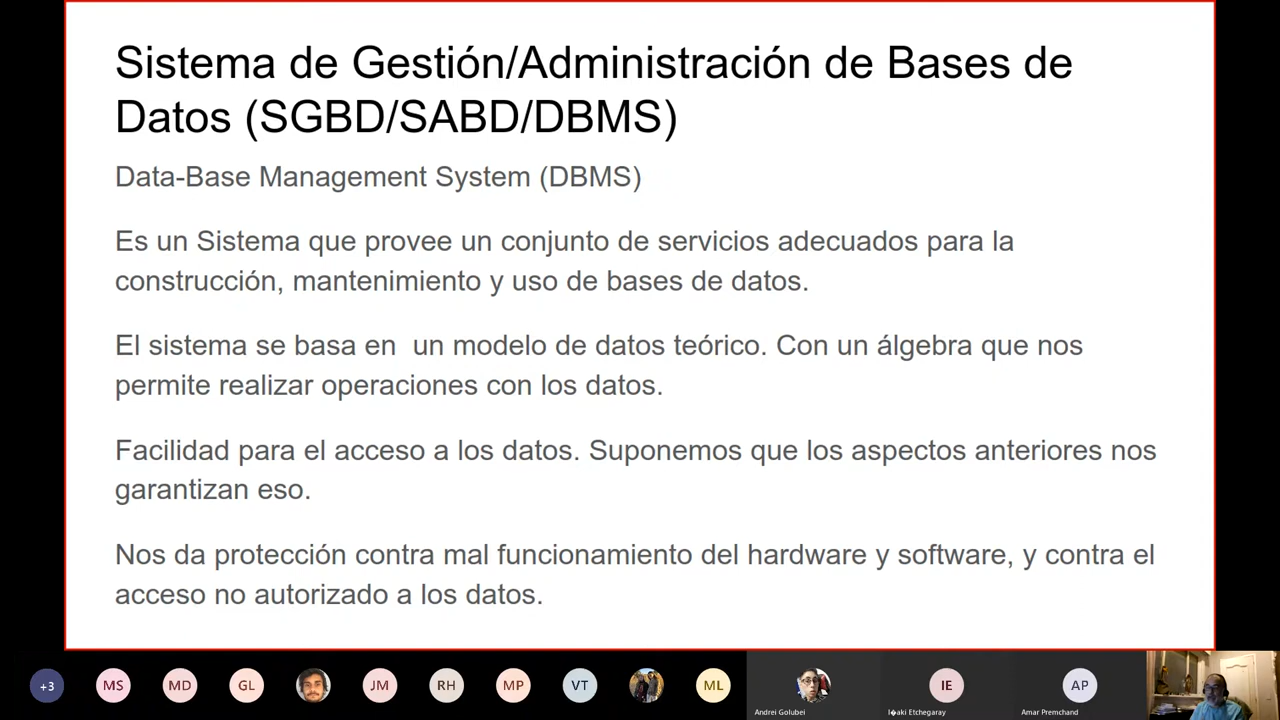 Sistema de Gestión/Administración de Bases de
Datos (SGBD/SABD/DBMS)
Data-Base Management System (DBMS)
Es un Sistema que provee un conjunto de servicios adecuados para la
construcción, mantenimiento y uso de bases de datos.
El sistema se basa en  un modelo de datos teórico. Con un álgebra que nos
permite realizar operaciones con los datos.
Facilidad para el acceso a los datos. Suponemos que los aspectos anteriores nos
garantizan eso.
Nos da protección contra mal funcionamiento del hardware y software, y contra el
acceso no autorizado a los datos.
+3 MS MD GL JM RH MP VT ML IE AP
Andrei Golubei I�aki Etchegaray Amar Premchand